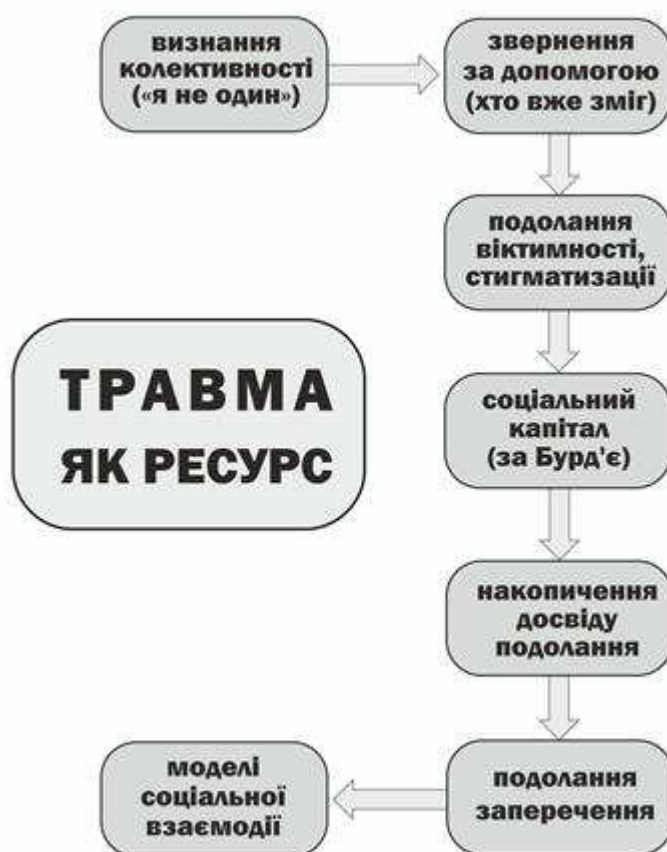 визнання
колективності
(«я не один»)
звернення
за допомогою
(хто вже зміг)
подолання
віктимності,
стигматизації
ТРАВМА
ЯК РЕСУРС
соціальний
капітал
(за Бурд’є)
накопичення
досвіду
подолання
подолання
заперечення
моделі
соціальної
взаємодії